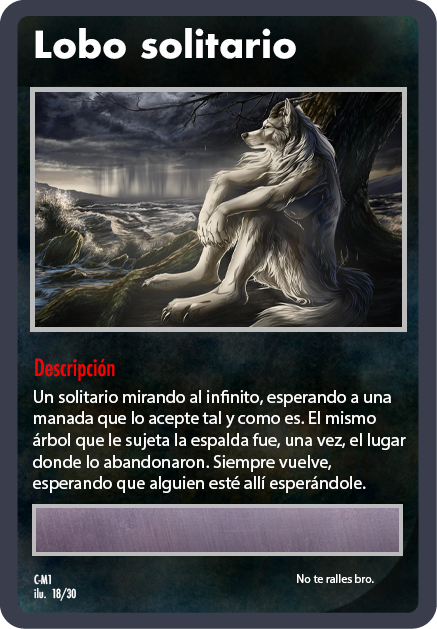 Lobo solitario
Descripción
Un solitario mirando al infinito, esperando a una
manada que lo acepte tal y como es. El mismo
árbol que le sujeta la espalda fue, una vez, el lugar
donde lo abandonaron. Siempre vuelve,
esperando que alguien esté allí esperándole.
C-M1
ilu. 18/30
No te ralles bro.